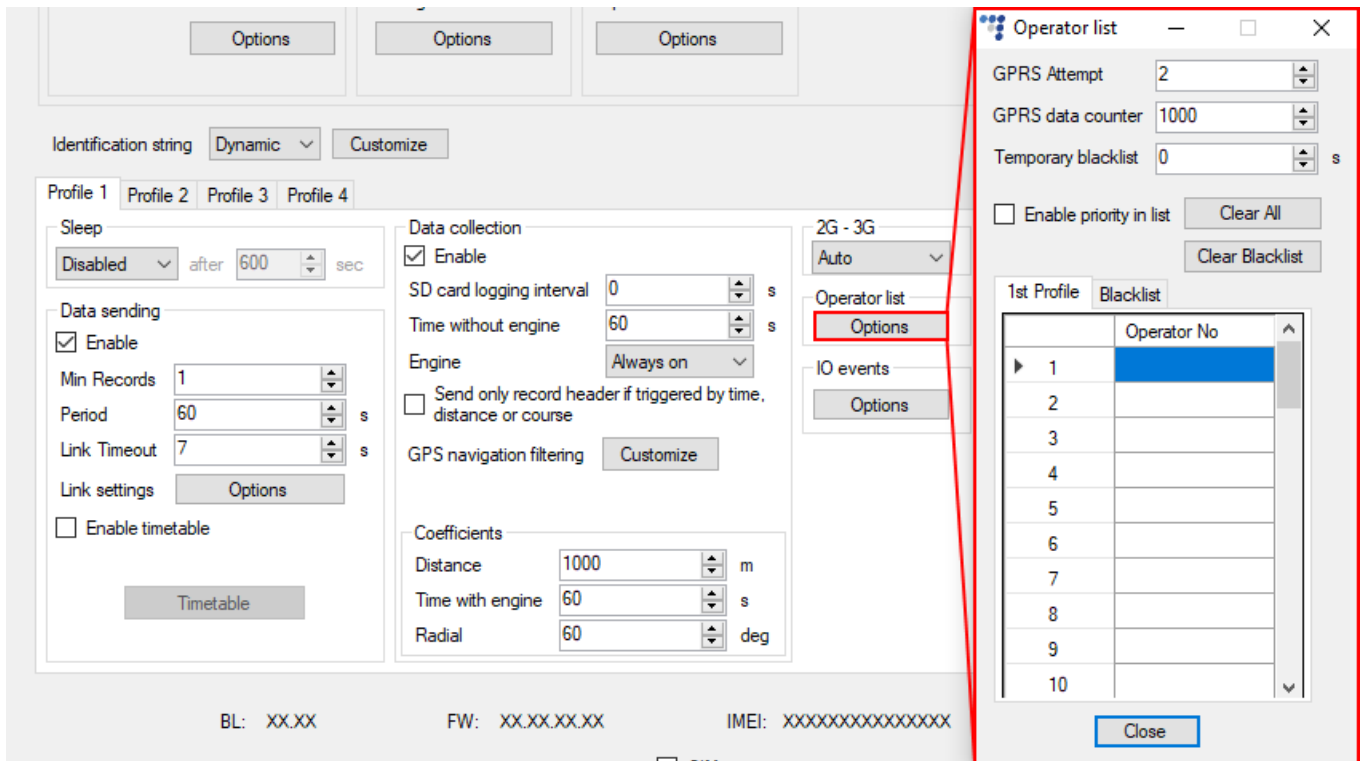 Options
Options
Options
Identification string
Dynamic
Customize
Profile 1
Profile 2
Profile 3
Profile 4
Sleep
Disabled
after
600
sec
Data sending
Enable
Min Records
1
Period
60
s
Link Timeout
7
s
Link settings
Options
Enable timetable
Timetable
Data collection
Enable
SD card logging interval
0
s
Time without engine
60
s
Engine
Always on
Send only record header if triggered by time,
distance or course
GPS navigation filtering
Customize
Coefficients
Distance
1000
m
Time with engine
60
s
Radial
60
deg
2G - 3G
Auto
Operator list
Options
IO events
Options
BL: XX.XX
FW: XX.XX.XX.XX
IMEI: XXXXXXXXXXXXXXX
Operator list
GPRS Attempt
2
GPRS data counter
1000
Temporary blacklist
0
s
Enable priority in list
Clear All
Clear Blacklist
1st Profile
Blacklist
Operator No
1
2
3
4
5
6
7
8
9
10
Close